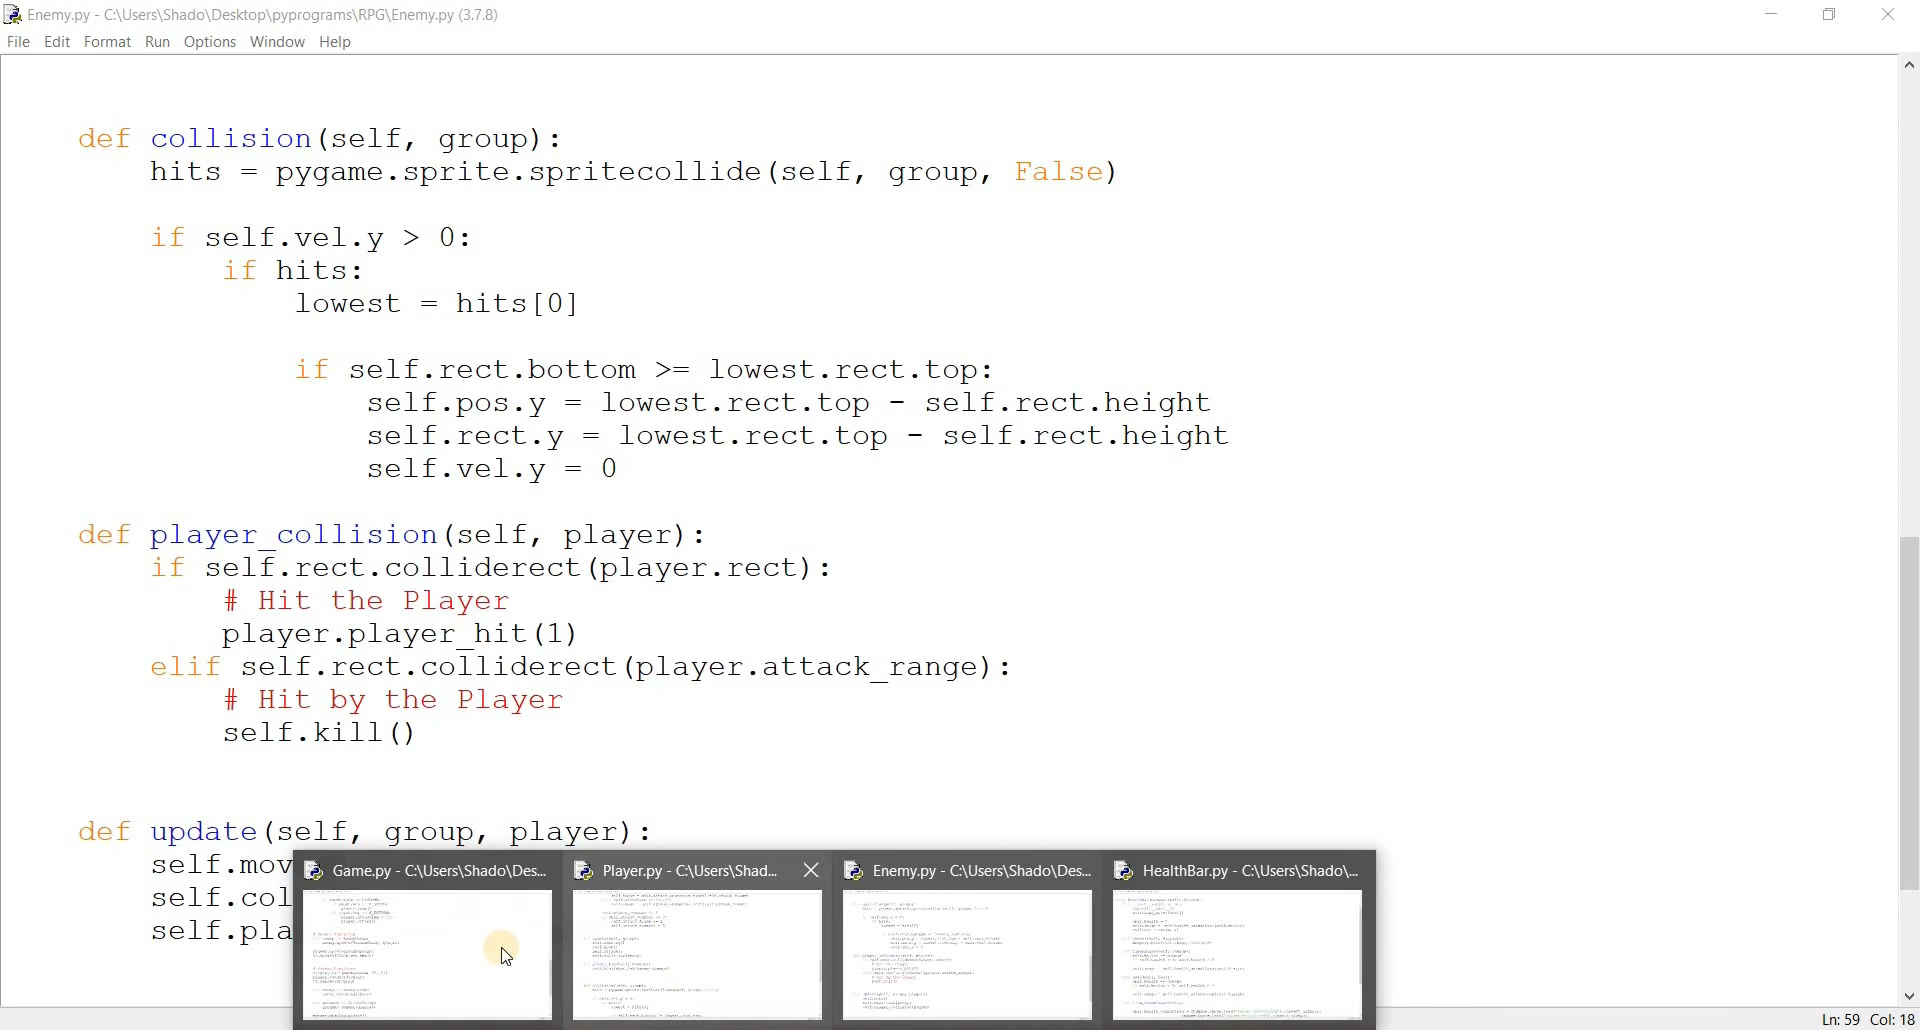 Enemy.py - C:\Users\Shado\Desktop\pyprograms\RPG\Enemy.py (3.7.8)
File Edit Format Run Options Window Help
def collision(self, group):
hits = pygame.sprite.spritecollide(self, group, False)
if self.vel.y > 0:
if hits:
lowest = hits[0]
if self.rect.bottom >= lowest.rect.top:
self.pos.y = lowest.rect.top - self.rect.height
self.rect.y = lowest.rect.top - self.rect.height
self.vel.y = 0
def player_collision(self, player):
if self.rect.colliderect(player.rect):
# Hit the Player
player.player_hit(1)
elif self.rect.colliderect(player.attack_range):
# Hit by the Player
self.kill()
def update(self, group, player):
self.mov
self.col
self.pla
Game.py - C:\Users\Shado\Des...
Player.py - C:\Users\Shad...
Enemy.py - C:\Users\Shado\Des...
HealthBar.py - C:\Users\Shado\...
Ln: 59 Col: 18